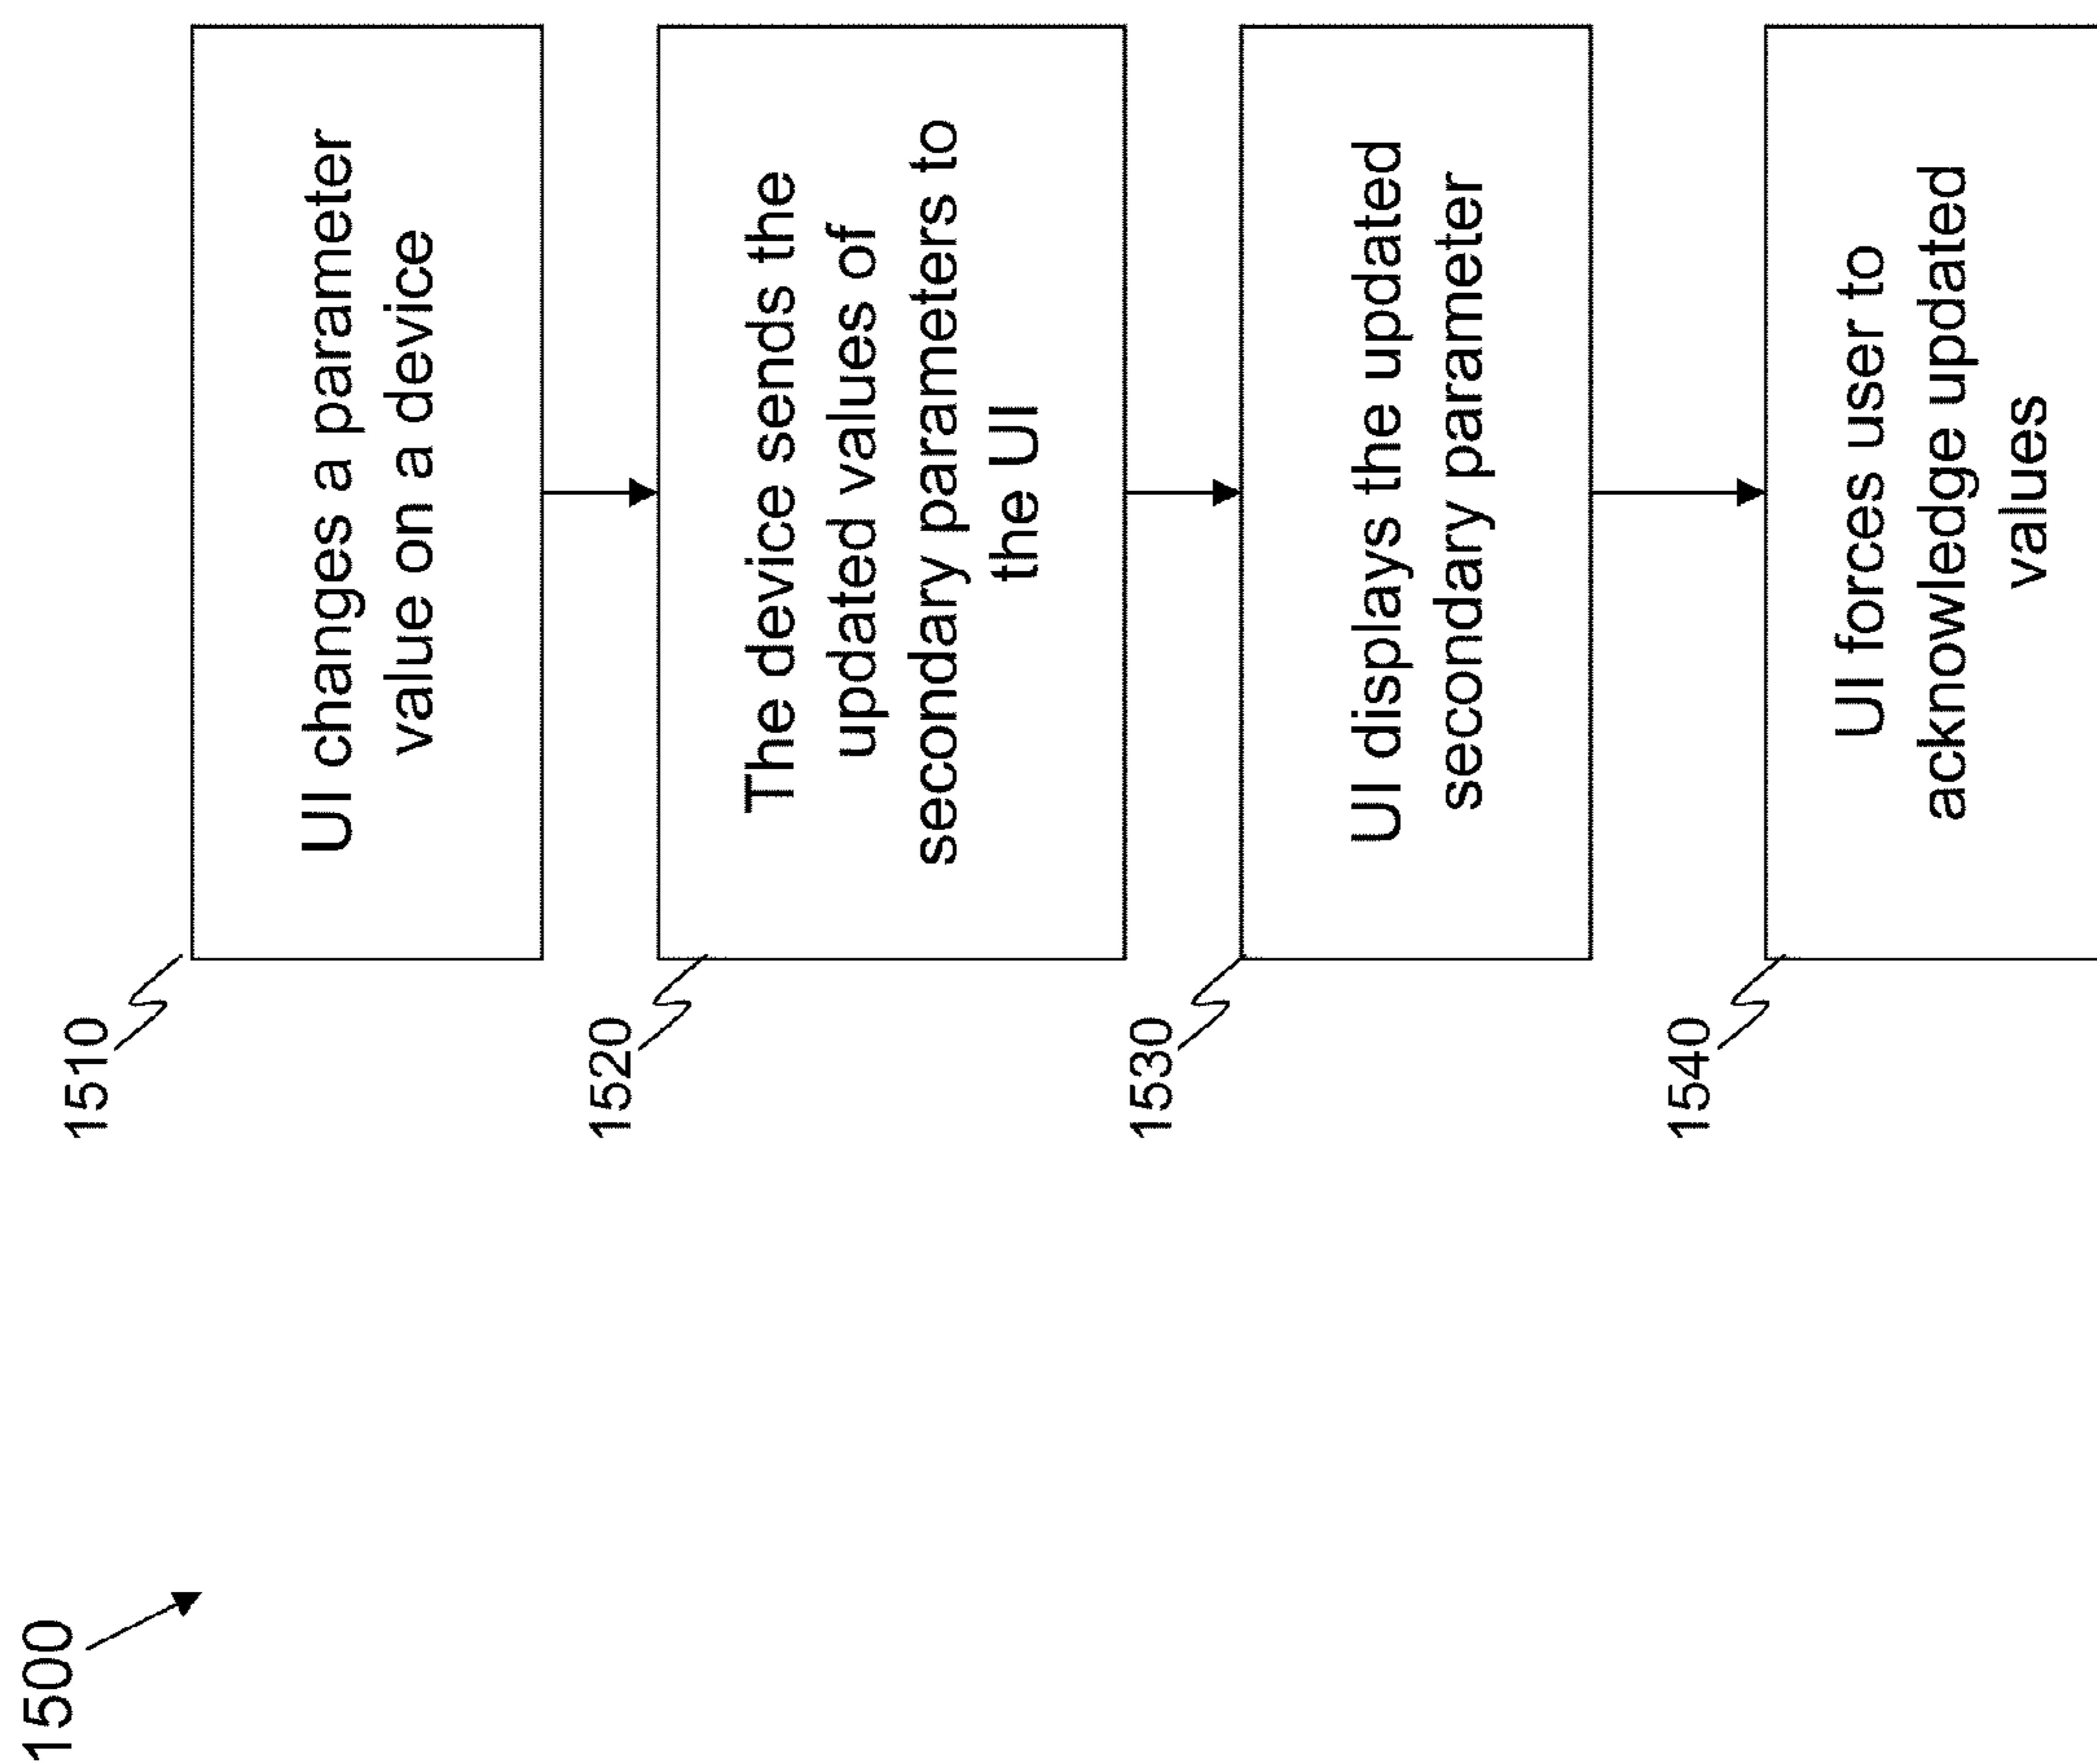 1500
1510
UI changes a parameter
value on a device
1520
The device sends the
updated values of
secondary parameters to
the UI
1530
UI displays the updated
secondary parameter
1540
UI forces user to
acknowledge updated
values